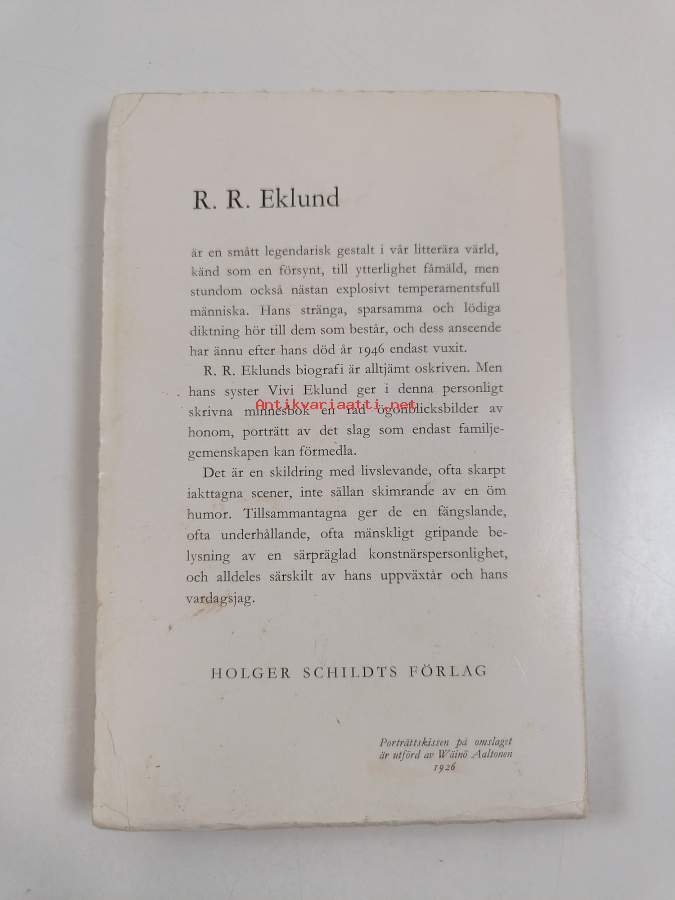 R. R. Eklund
är en smått legendarisk gestalt i vår litterära värld,
känd som en försynt, till ytterlighet fåmäld, men
stundom också nästan explosivt temperamentsfull
människa. Hans stränga, sparsamma och lödiga
diktning hör till dem som består, och dess anseende
har ännu efter hans död år 1946 endast vuxit.
R. R. Eklunds biografi är alltjämt oskriven. Men
hans syster Vivi Eklund ger i denna personligt
Antikvariaatti.net
skrivna minnesbok en rad ögonblicksbilder av
honom, porträtt av det slag som endast familje-
gemenskapen kan förmedla.
Det är en skildring med livslevande, ofta skarpt
iakttagna scener, inte sällan skimrande av en öm
humor. Tillsammantagna ger de en fängslande,
ofta underhållande, ofta mänskligt gripande be-
lysning av en särpräglad konstnärspersonlighet,
och alldeles särskilt av hans uppväxtår och hans
vardagsjag.
HOLGER SCHILDTS FÖRLAG
Porträttskissen på omslaget
är utförd av Wäinö Aaltonen
1926